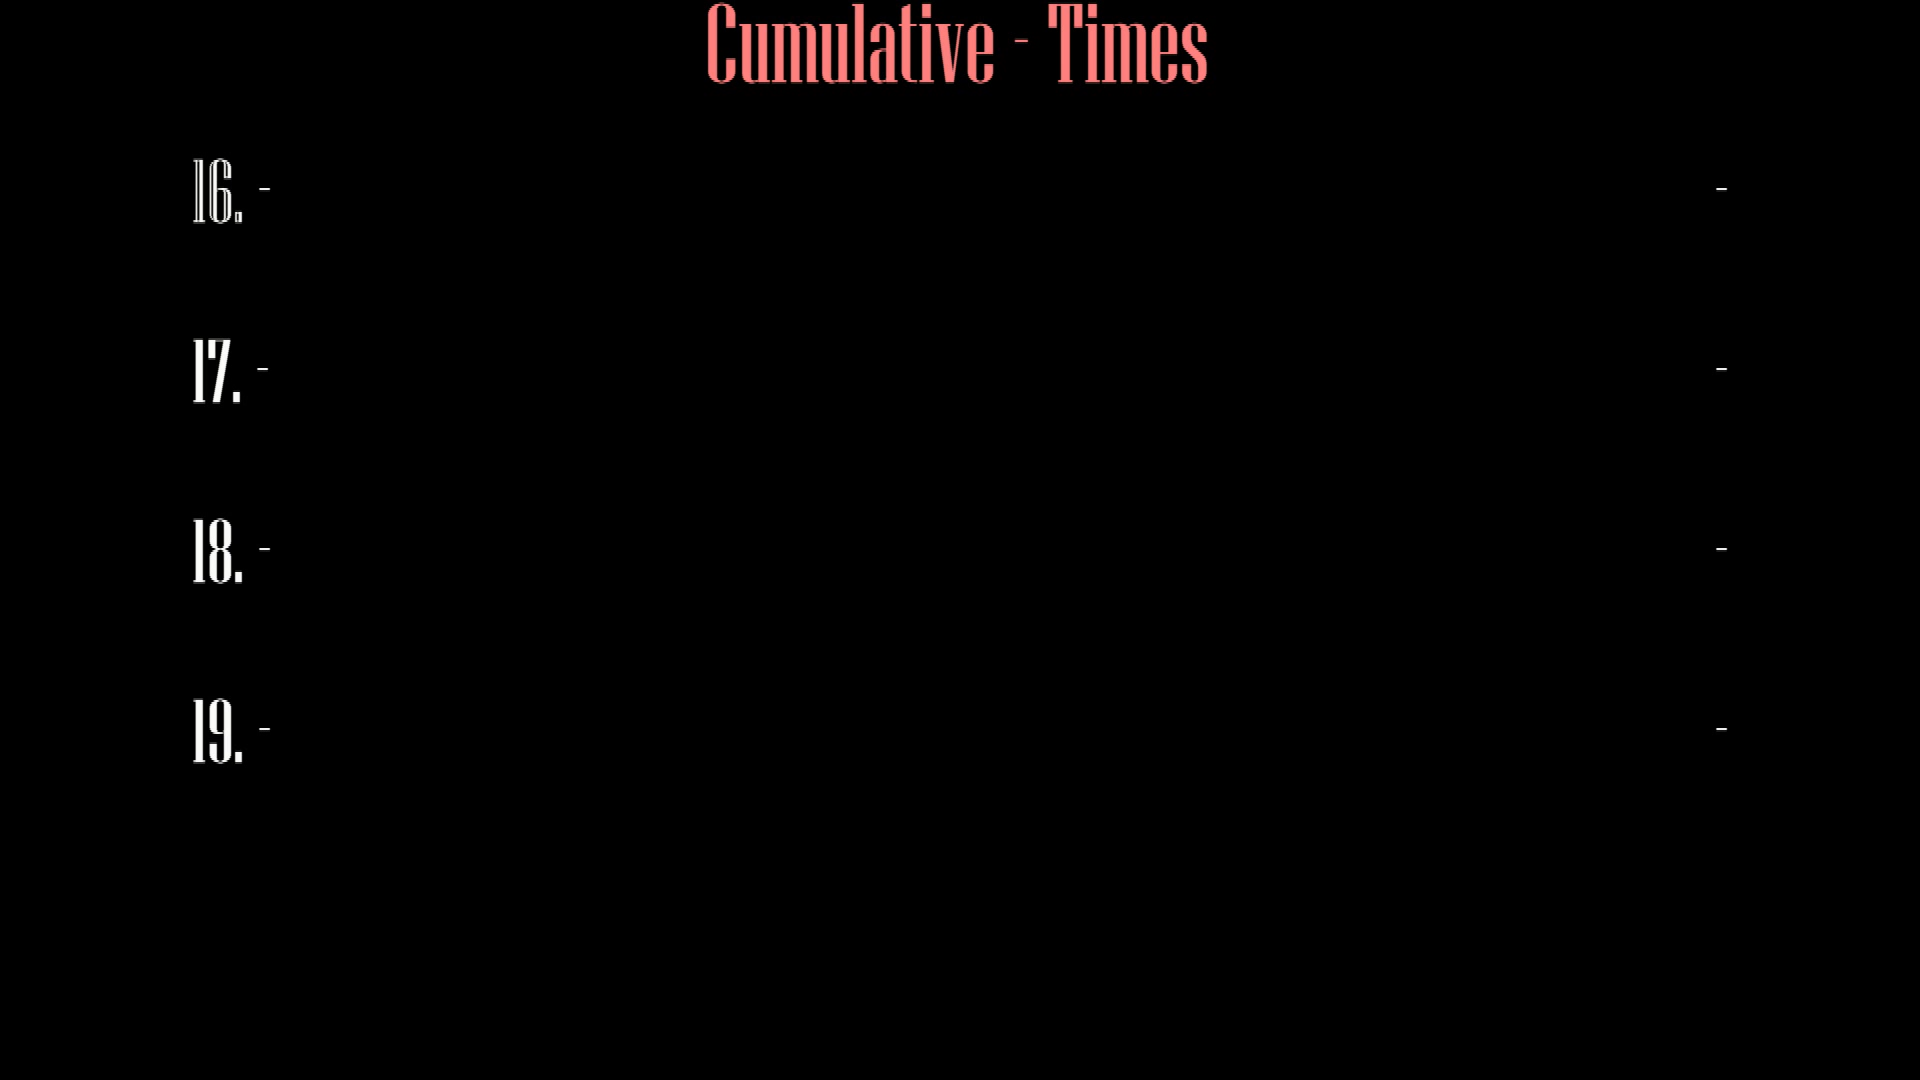 Cumulative - Times
16. - -
17. - -
18. - -
19. - -